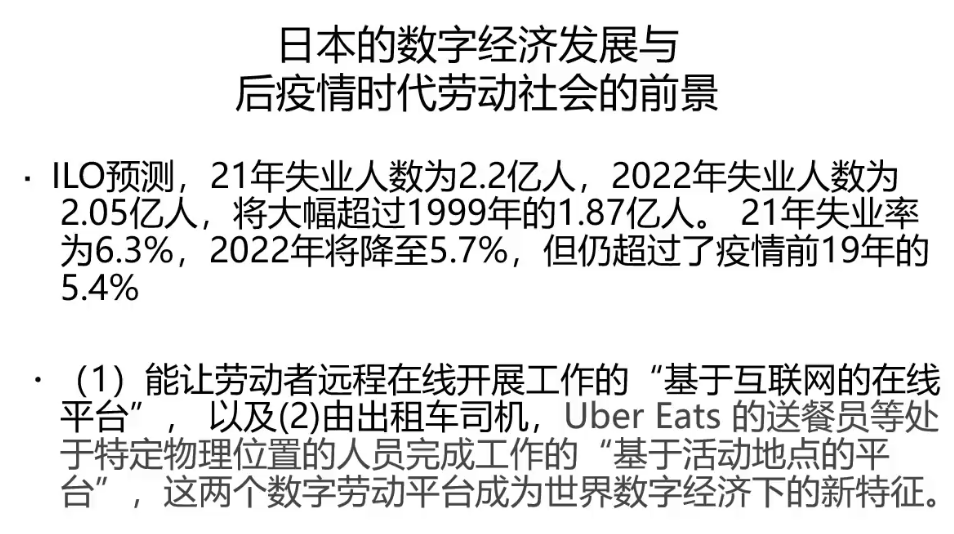 日本的数字经济发展与
后疫情时代劳动社会的前景
· ILO预测，21年失业人数为2.2亿人，2022年失业人数为
2.05亿人，将大幅超过1999年的1.87亿人。 21年失业率
为6.3%，2022年将降至5.7%，但仍超过了疫情前19年的
5.4%
· （1）能让劳动者远程在线开展工作的“基于互联网的在线
平台”， 以及(2)由出租车司机，Uber Eats 的送餐员等处
于特定物理位置的人员完成工作的“基于活动地点的平
台”，这两个数字劳动平台成为世界数字经济下的新特征。